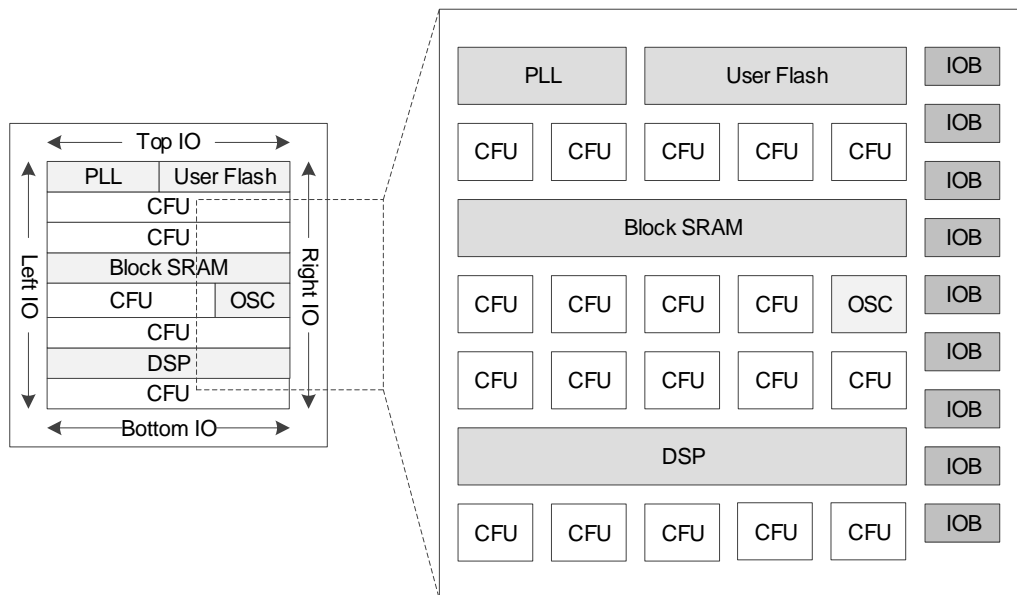 Top IO
Left IO
PLL User Flash
CFU
CFU
Block SRAM
CFU OSC
CFU
DSP
CFU
Right IO
Bottom IO
PLL User Flash IOB
IOB
CFU CFU CFU CFU CFU
IOB
Block SRAM IOB
CFU CFU CFU CFU OSC IOB
IOB
CFU CFU CFU CFU CFU
IOB
DSP IOB
CFU CFU CFU CFU CFU IOB